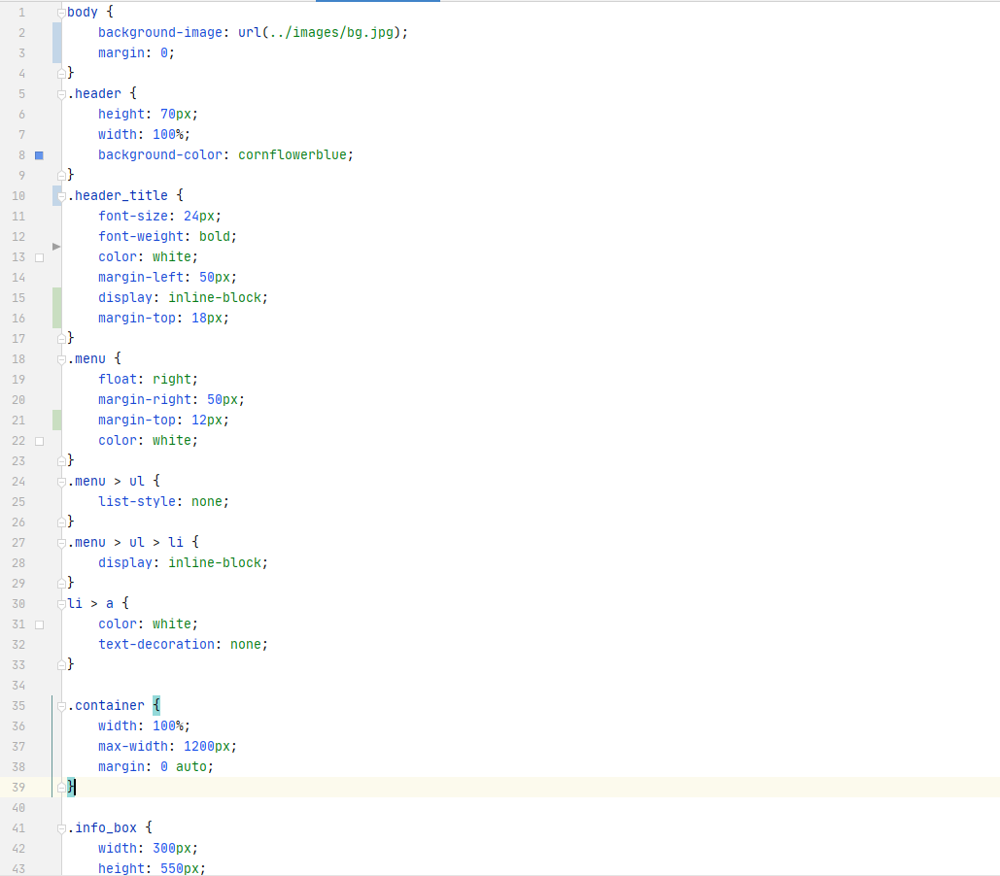 1 body {
2     background-image: url(../images/bg.jpg);
3     margin: 0;
4 }
5 .header {
6     height: 70px;
7     width: 100%;
8     background-color: cornflowerblue;
9 }
10 .header_title {
11     font-size: 24px;
12     font-weight: bold;
13     color: white;
14     margin-left: 50px;
15     display: inline-block;
16     margin-top: 18px;
17 }
18 .menu {
19     float: right;
20     margin-right: 50px;
21     margin-top: 12px;
22     color: white;
23 }
24 .menu > ul {
25     list-style: none;
26 }
27 .menu > ul > li {
28     display: inline-block;
29 }
30 li > a {
31     color: white;
32     text-decoration: none;
33 }
34
35 .container {
36     width: 100%;
37     max-width: 1200px;
38     margin: 0 auto;
39 }
40
41 .info_box {
42     width: 300px;
43     height: 550px;